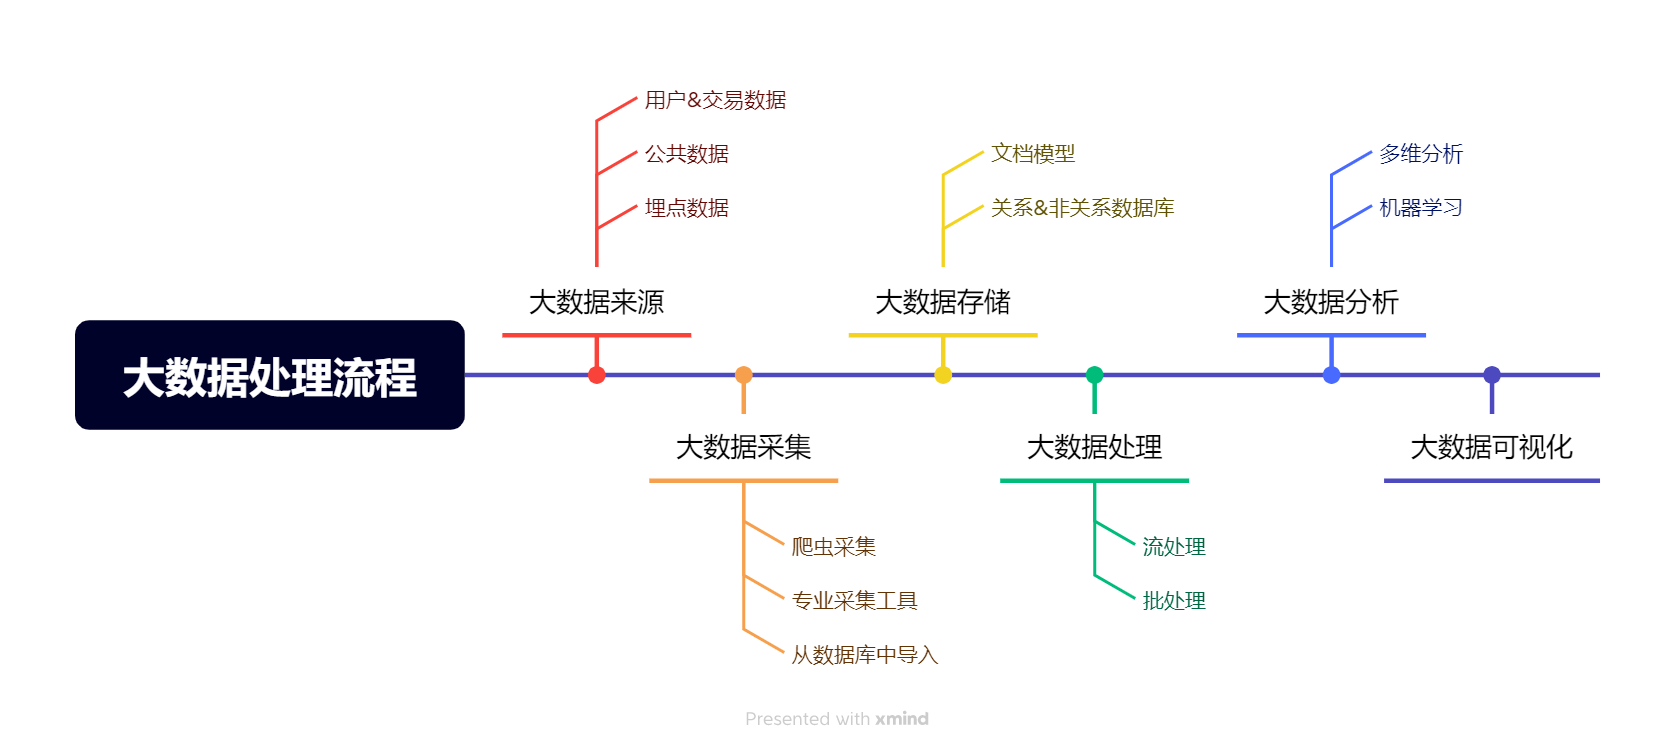 大数据处理流程
用户&交易数据
公共数据
埋点数据
大数据来源
爬虫采集
专业采集工具
从数据库中导入
大数据采集
文档模型
关系&非关系数据库
大数据存储
大数据处理
流处理
批处理
多维分析
机器学习
大数据分析
大数据可视化
Presented with xmind